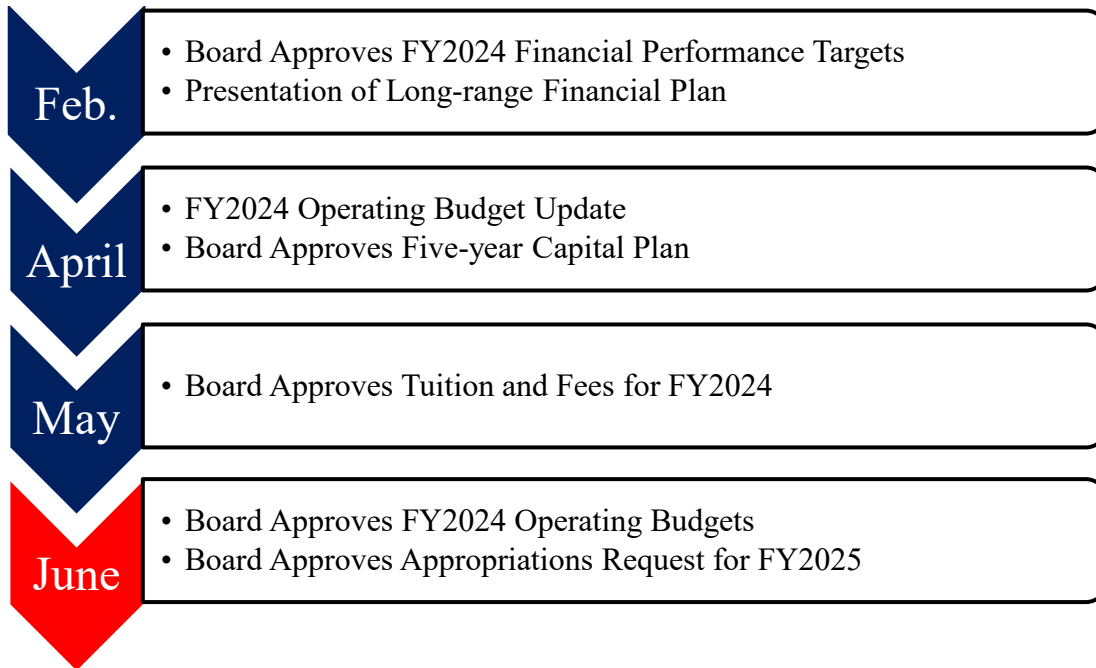 Feb.
• Board Approves FY2024 Financial Performance Targets
• Presentation of Long-range Financial Plan
April
• FY2024 Operating Budget Update
• Board Approves Five-year Capital Plan
May
• Board Approves Tuition and Fees for FY2024
June
• Board Approves FY2024 Operating Budgets
• Board Approves Appropriations Request for FY2025